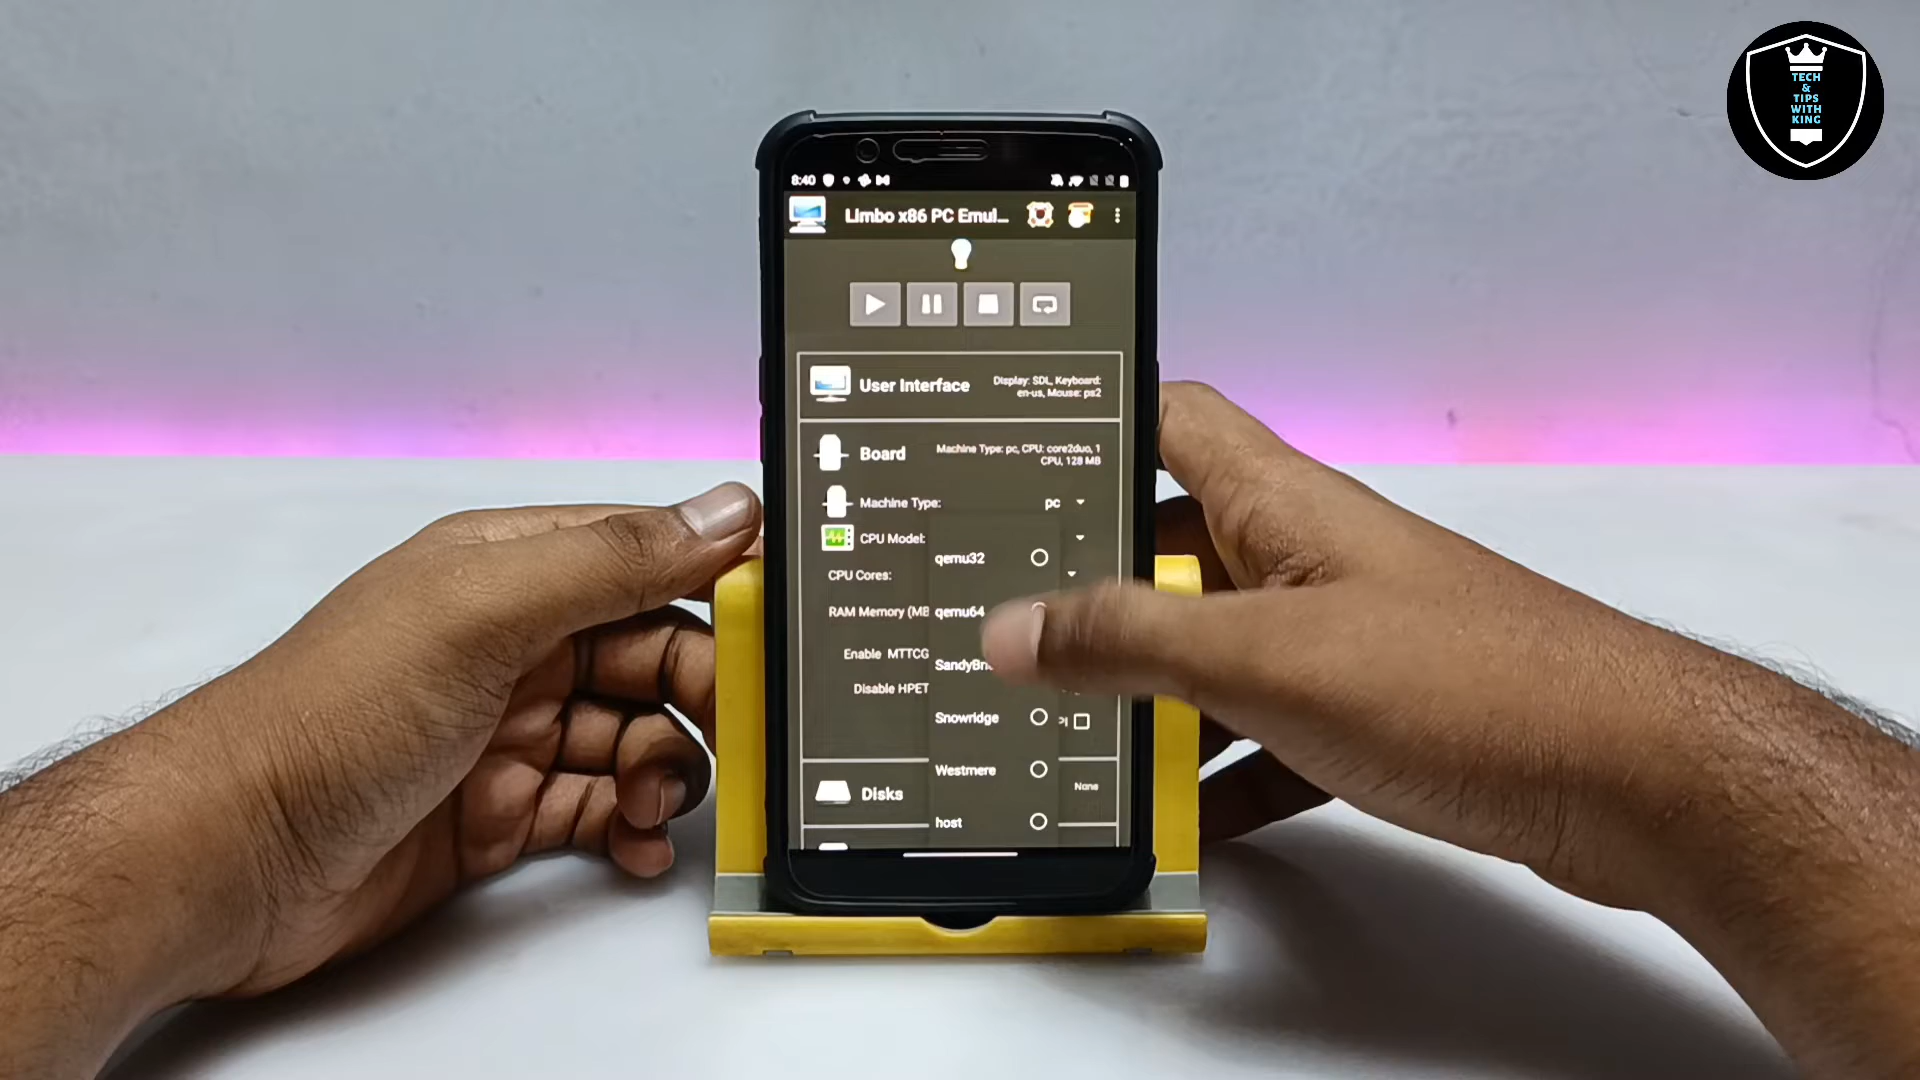 TECH
&
TIPS
WITH
KING
8:40
Limbo x86 PC Emul...
User Interface
Display: SDL, Keyboard:
en-us, Mouse: ps2
Board
Machine Type: pc, CPU: core2duo, 1
CPU, 128 MB
Machine Type:
pc
CPU Model:
qemu32
CPU Cores:
RAM Memory (MB
qemu64
Enable MTTCG
Disable HPET
Snowridge
Westmere
Disks
None
host